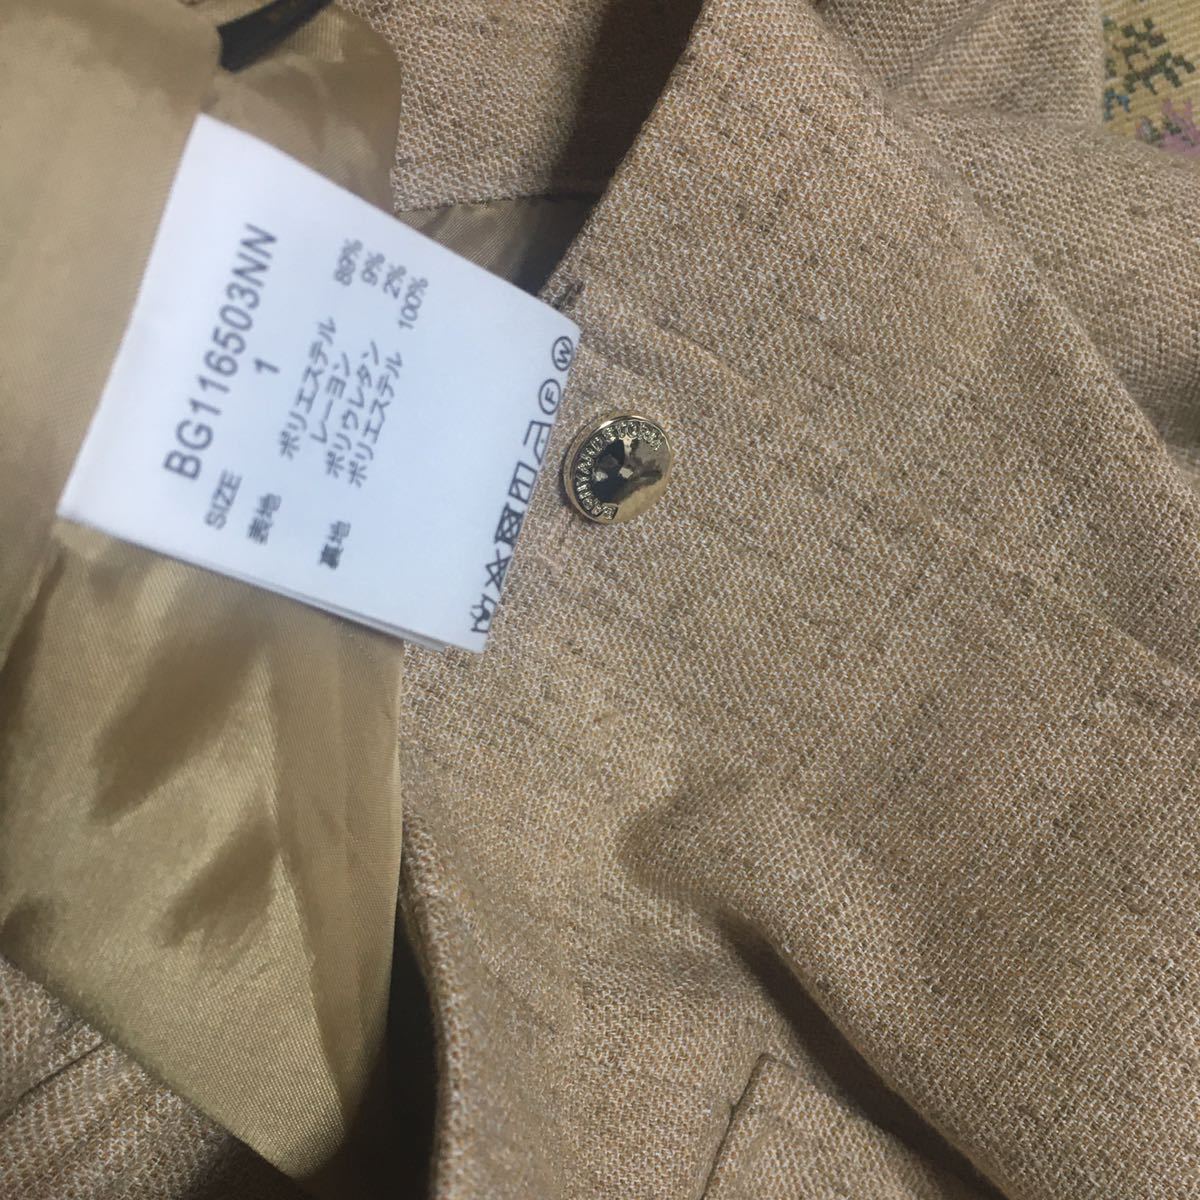 BG116503NN
SIZE 1
表地 ポリエステル 89%
レーヨン 9%
ポリウレタン 2%
裏地 ポリエステル 100%
F W